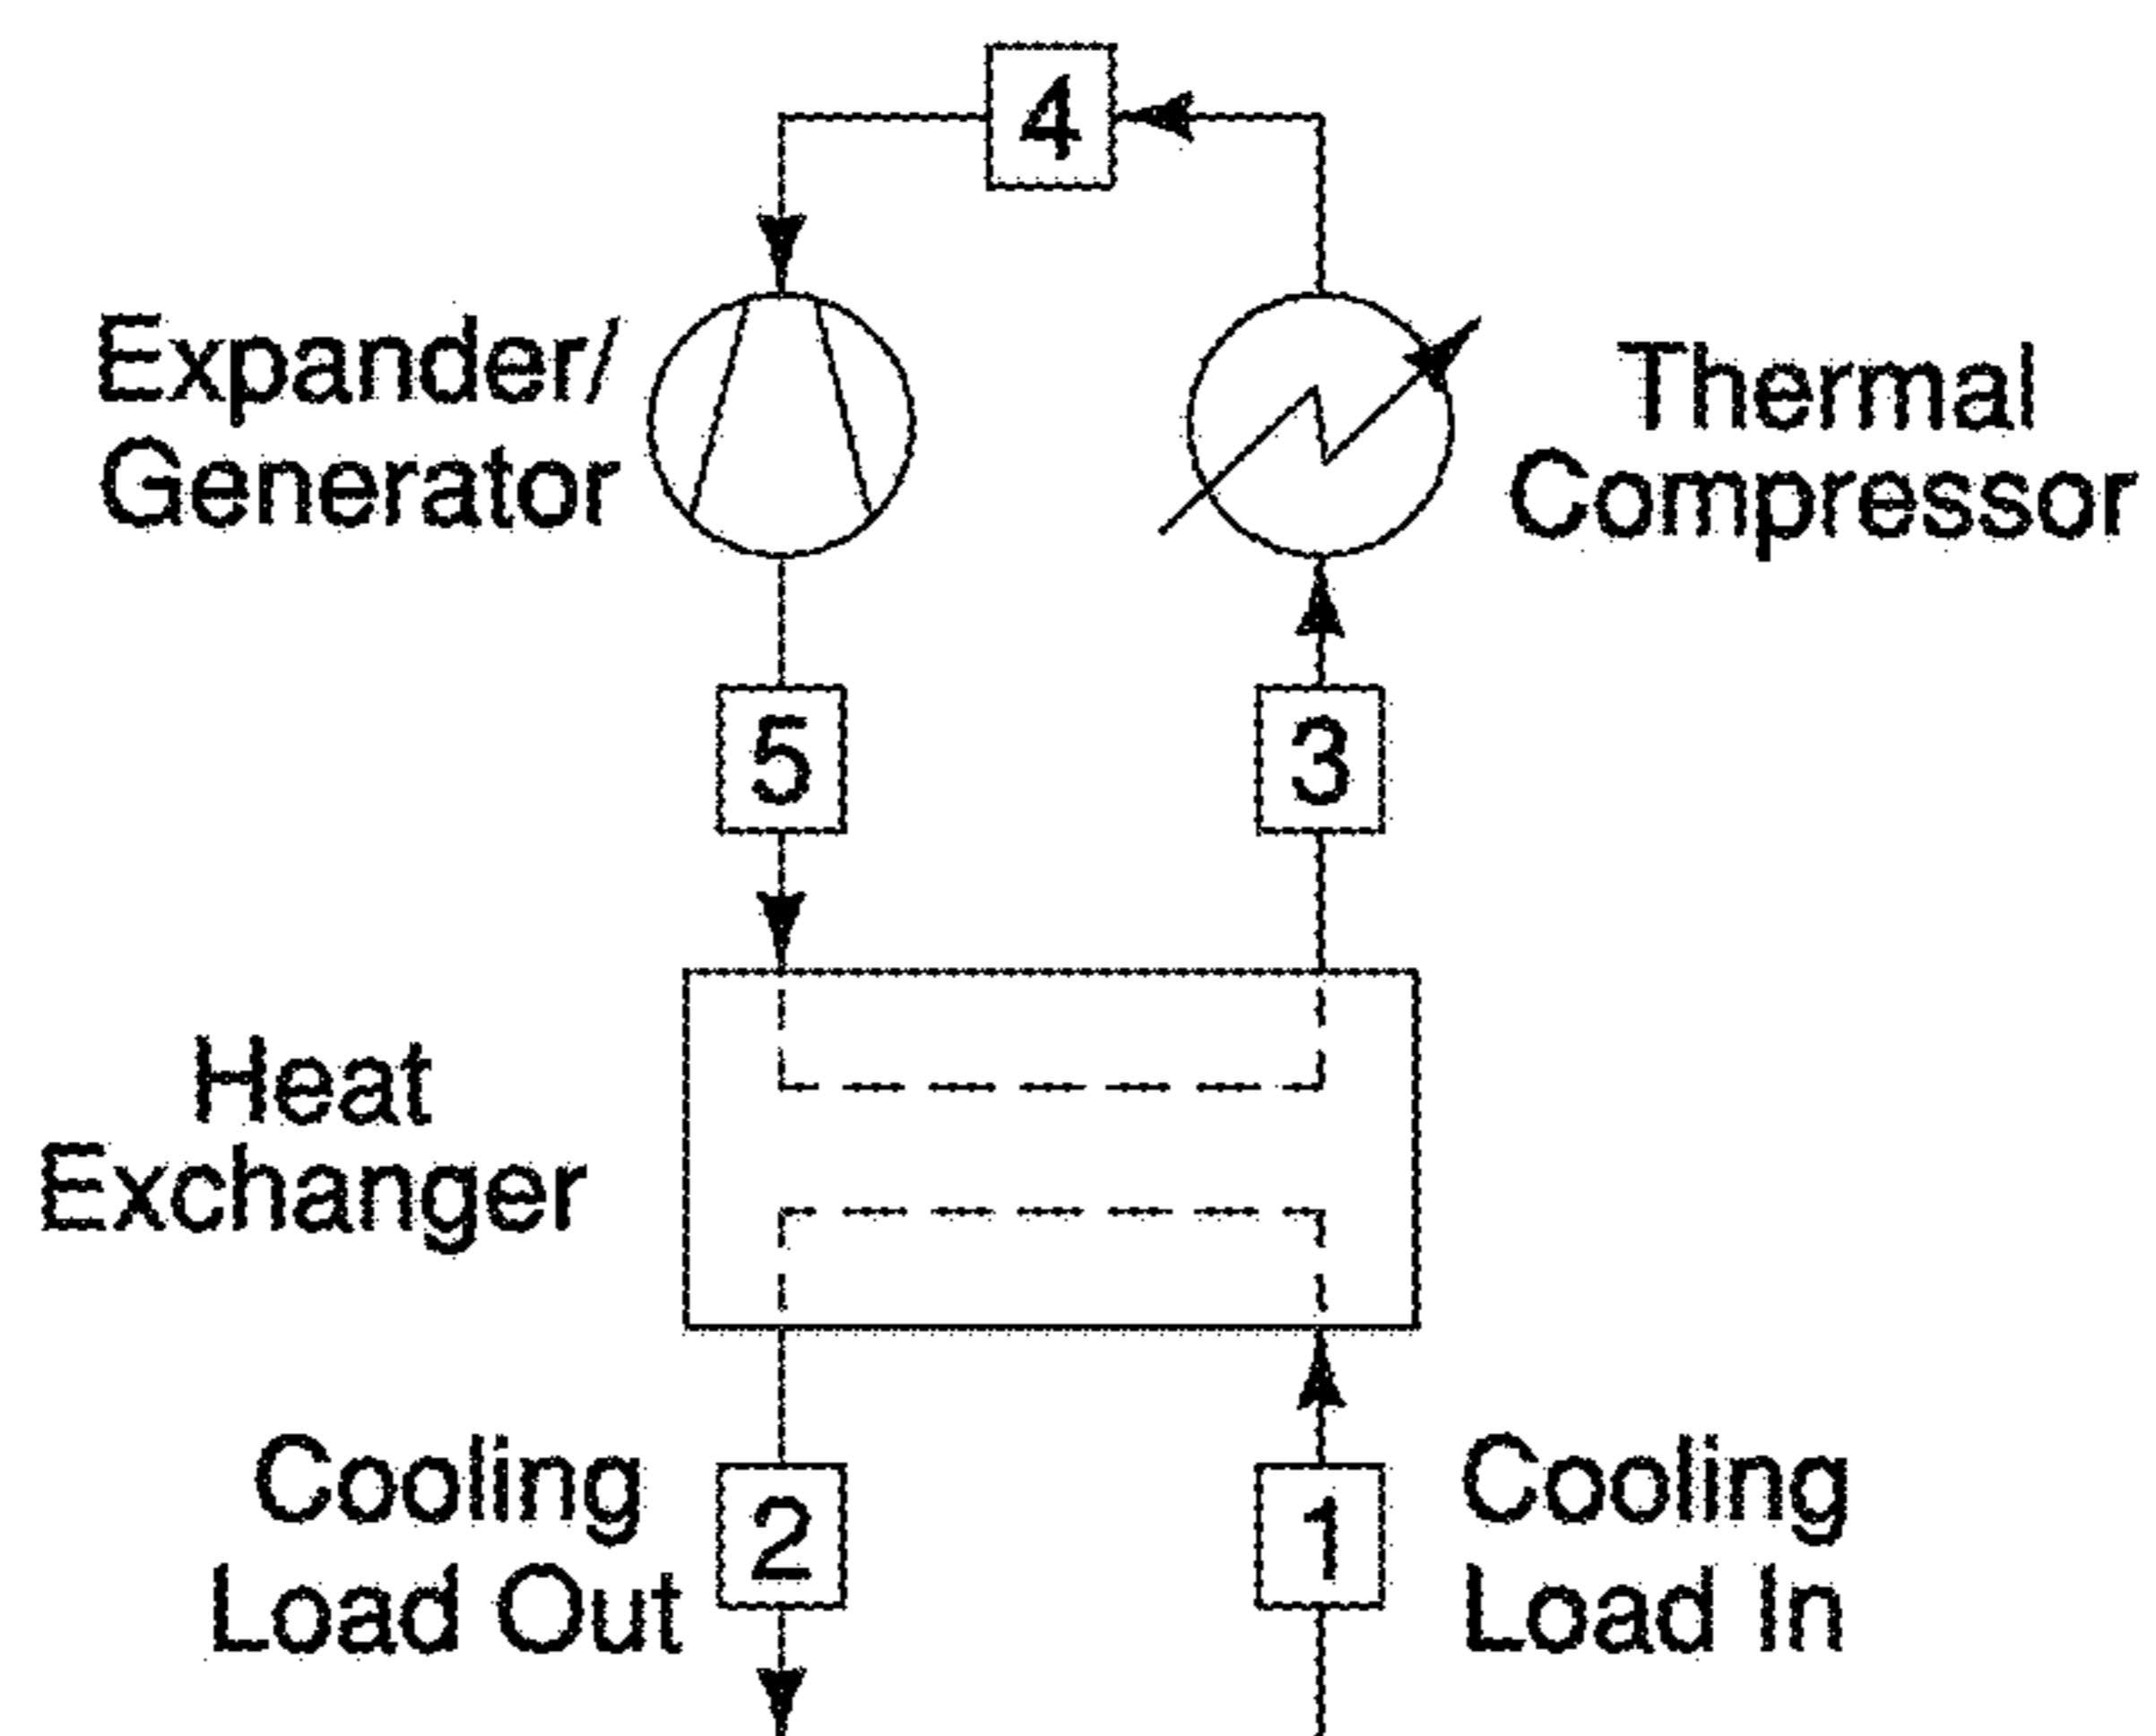 4
Expander/
Generator
Thermal
Compressor
5
3
Heat
Exchanger
Cooling
Load Out
2
1
Cooling
Load In